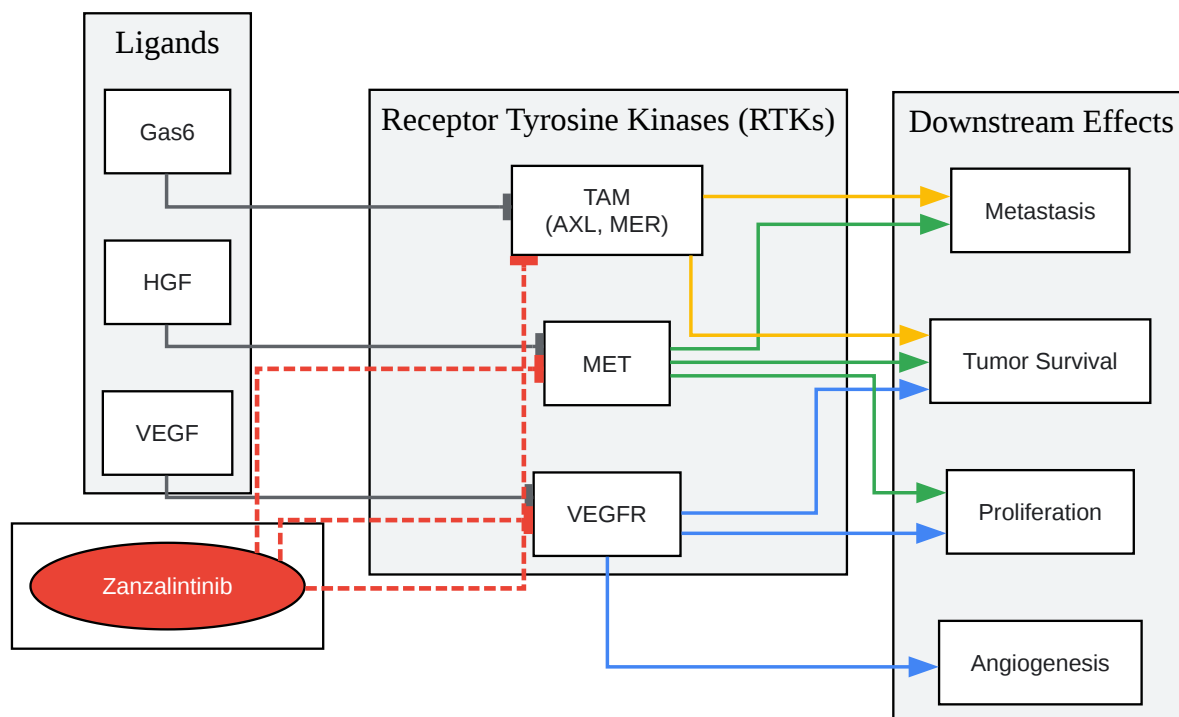 Ligands
Gas6
HGF
VEGF
Zanzalintinib
Receptor Tyrosine Kinases (RTKs)
TAM
(AXL, MER)
MET
VEGFR
Downstream Effects
Metastasis
Tumor Survival
Proliferation
Angiogenesis